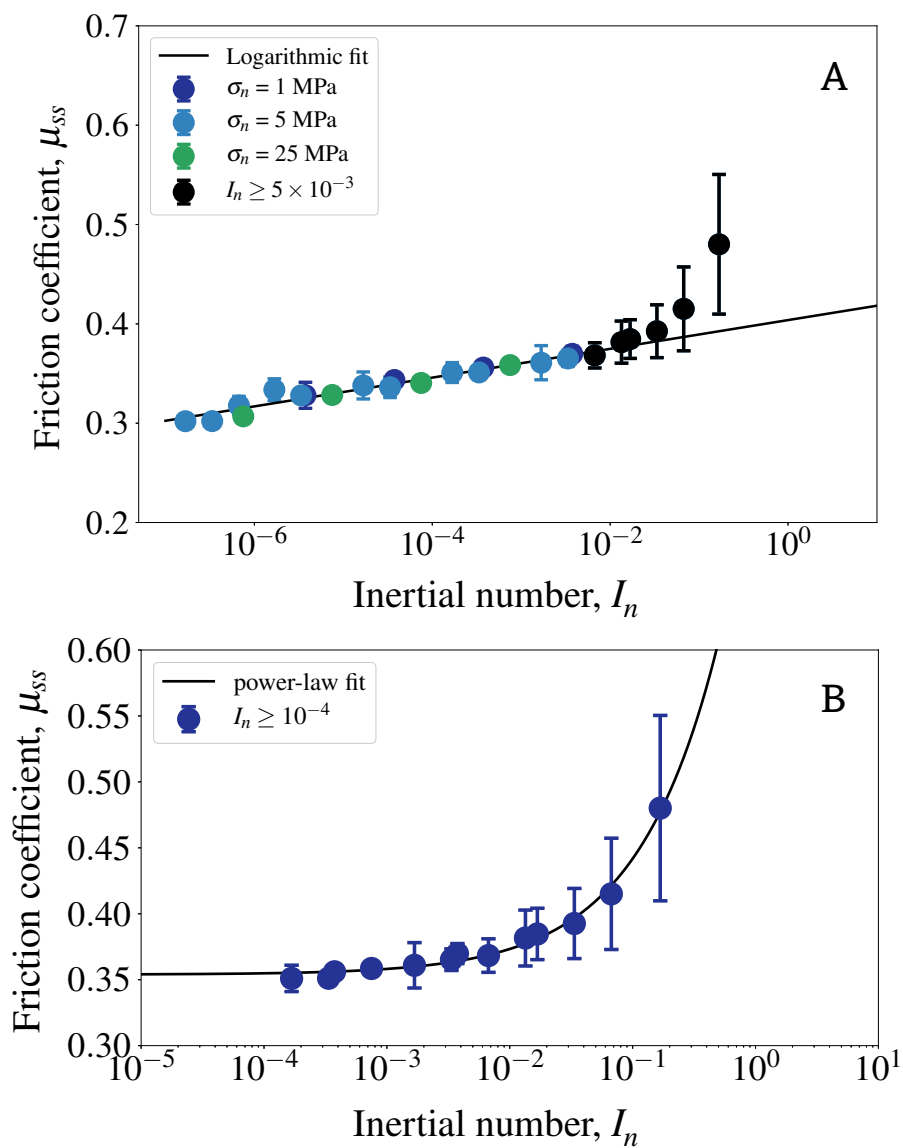 0.7
0.6
0.5
0.4
0.3
0.2
Friction coefficient, μss
Logarithmic fit
σn = 1 MPa
σn = 5 MPa
σn = 25 MPa
In ≥ 5 × 10−3
A
10−6 10−4 10−2 100
Inertial number, In
0.60
0.55
0.50
0.45
0.40
0.35
0.30
Friction coefficient, μss
power-law fit
In ≥ 10−4
B
10−5 10−4 10−3 10−2 10−1 100 101
Inertial number, In